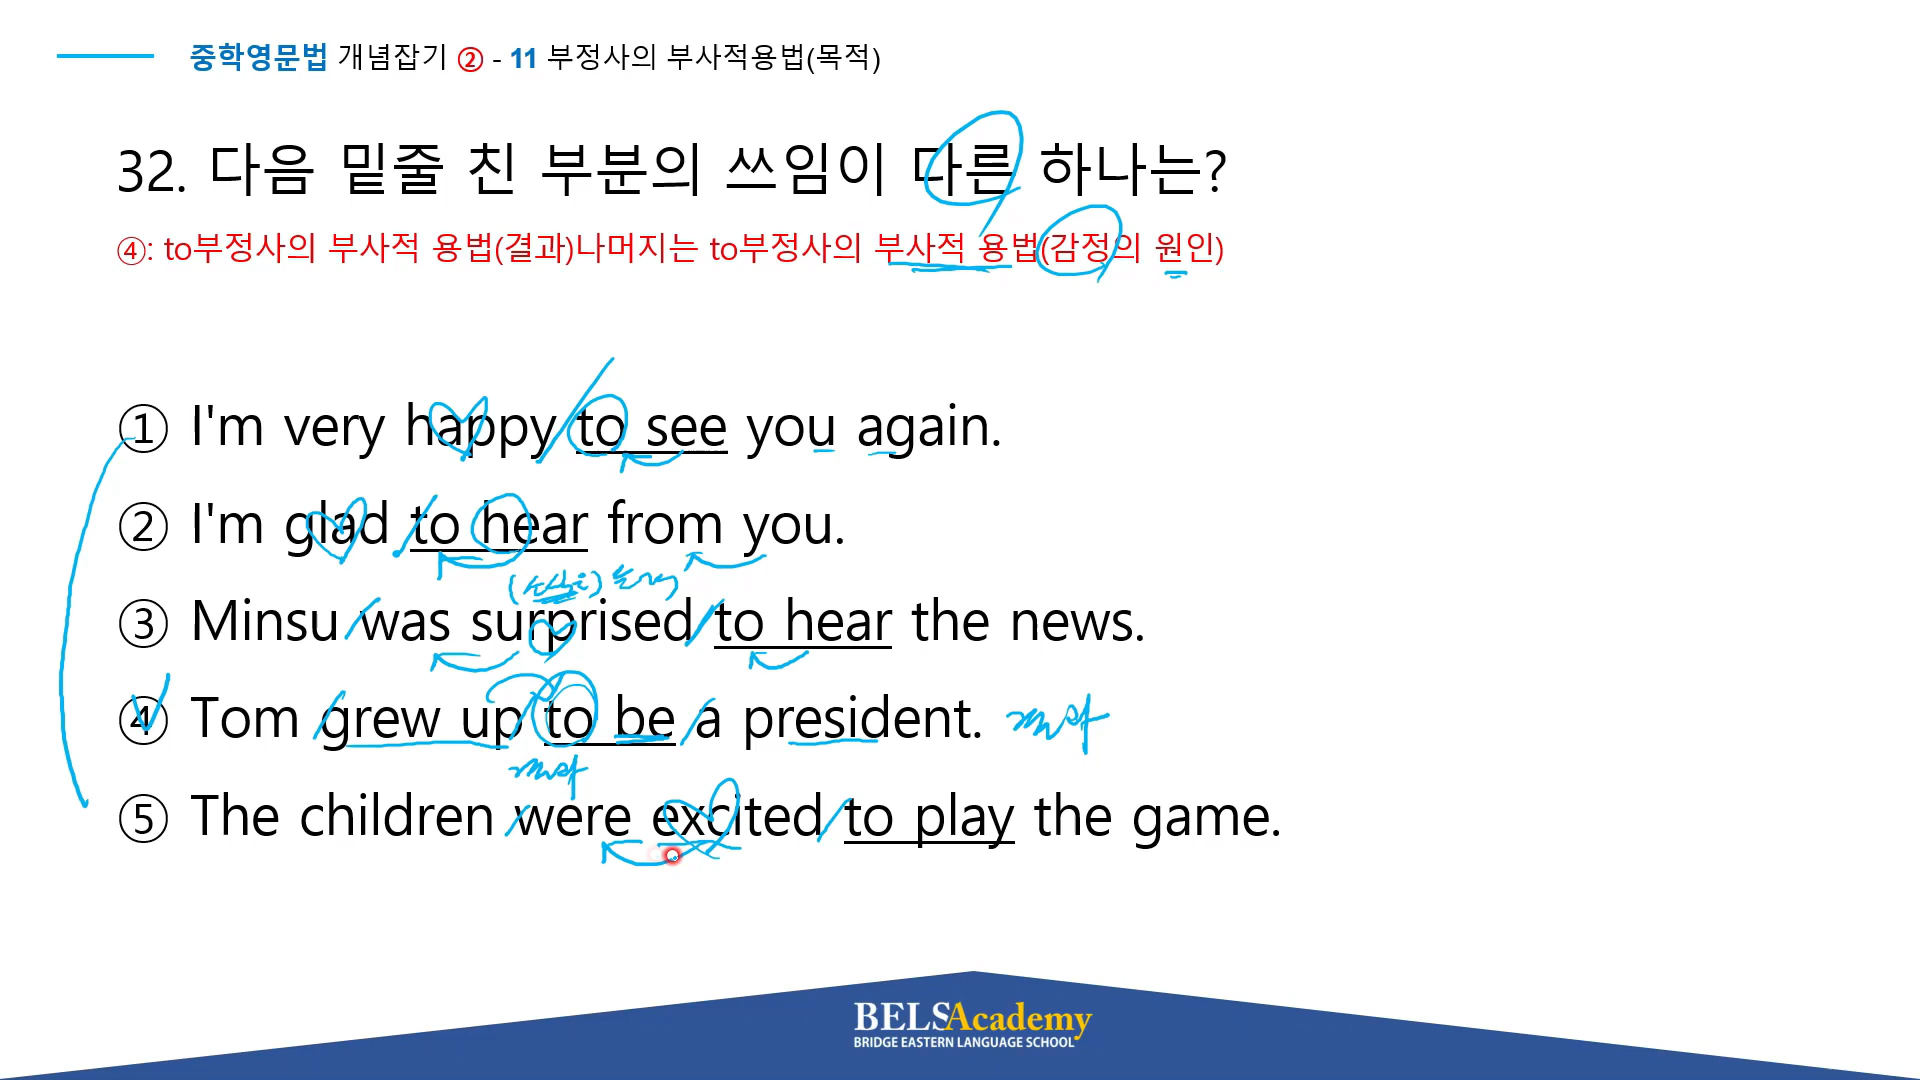 중학영문법 개념잡기 ② - 11 부정사의 부사적용법(목적)
32. 다음 밑줄 친 부분의 쓰임이 다른 하나는?
④: to부정사의 부사적 용법(결과)나머지는 to부정사의 부사적 용법(감정의 원인)
① I'm very happy to see you again.
② I'm glad to hear from you.
③ Minsu was surprised to hear the news.
④ Tom grew up to be a president.
⑤ The children were excited to play the game.
BELSAcademy
BRIDGE EASTERN LANGUAGE SCHOOL